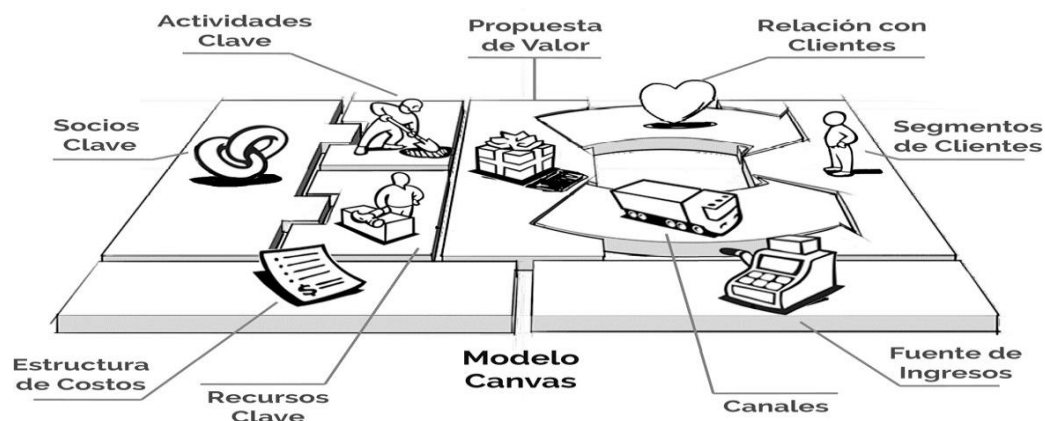 Actividades
Clave
Propuesta
de Valor
Relación con
Clientes
Socios
Clave
Segmentos
de Clientes
$
Estructura
de Costos
Recursos
Clave
Modelo
Canvas
Canales
Fuente de
Ingresos